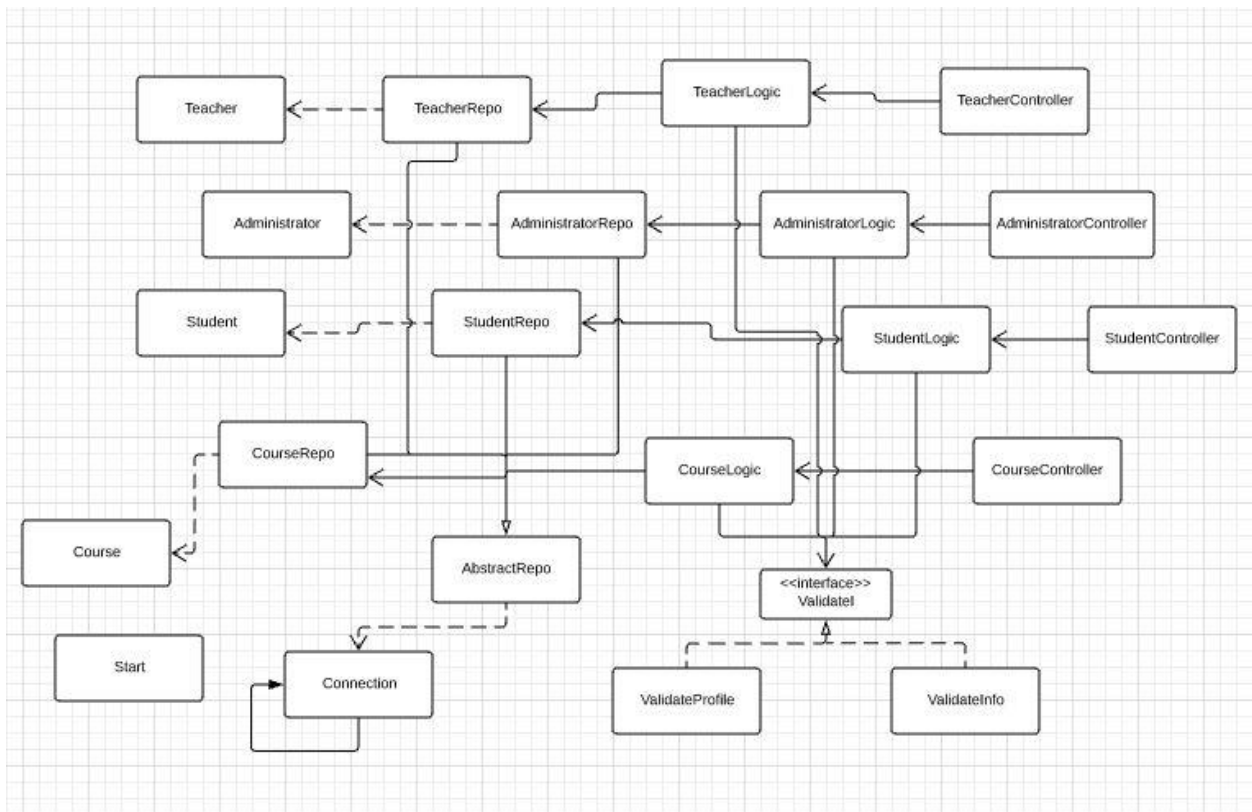 Teacher
TeacherRepo
TeacherLogic
TeacherController
Administrator
AdministratorRepo
AdministratorLogic
AdministratorController
Student
StudentRepo
StudentLogic
StudentController
CourseRepo
CourseLogic
CourseController
Course
AbstractRepo
<<interface>>
ValidateI
Start
Connection
ValidateProfile
ValidateInfo